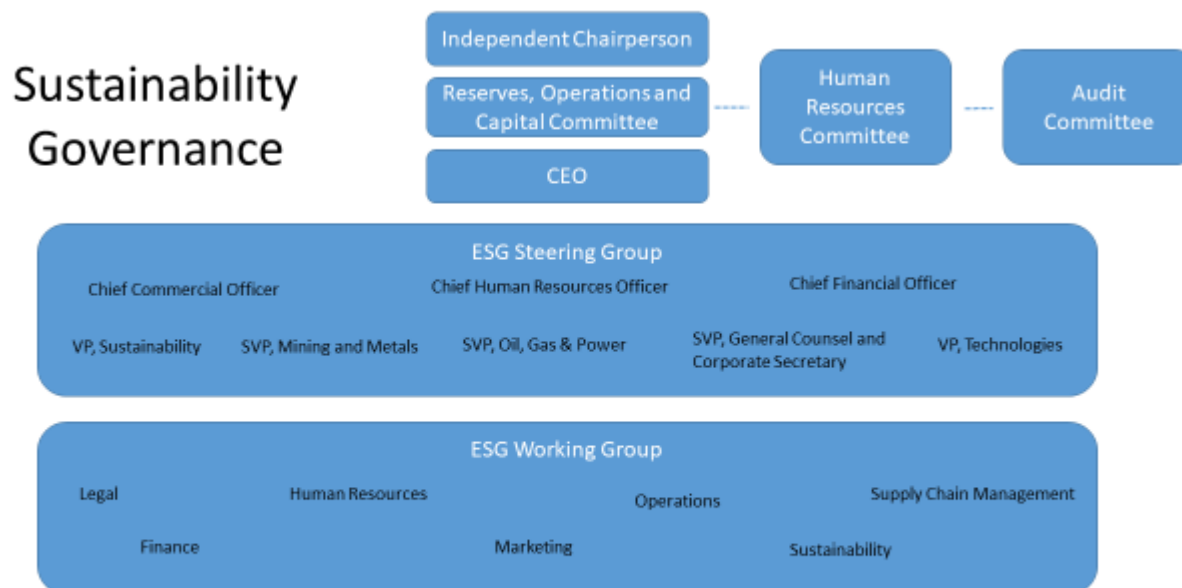 Sustainability
Governance
Independent Chairperson
Reserves, Operations and
Capital Committee
CEO
Human
Resources
Committee
Audit
Committee
ESG Steering Group
Chief Commercial Officer
Chief Human Resources Officer
Chief Financial Officer
VP, Sustainability
SVP, Mining and Metals
SVP, Oil, Gas & Power
SVP, General Counsel and
Corporate Secretary
VP, Technologies
ESG Working Group
Legal
Human Resources
Operations
Supply Chain Management
Finance
Marketing
Sustainability